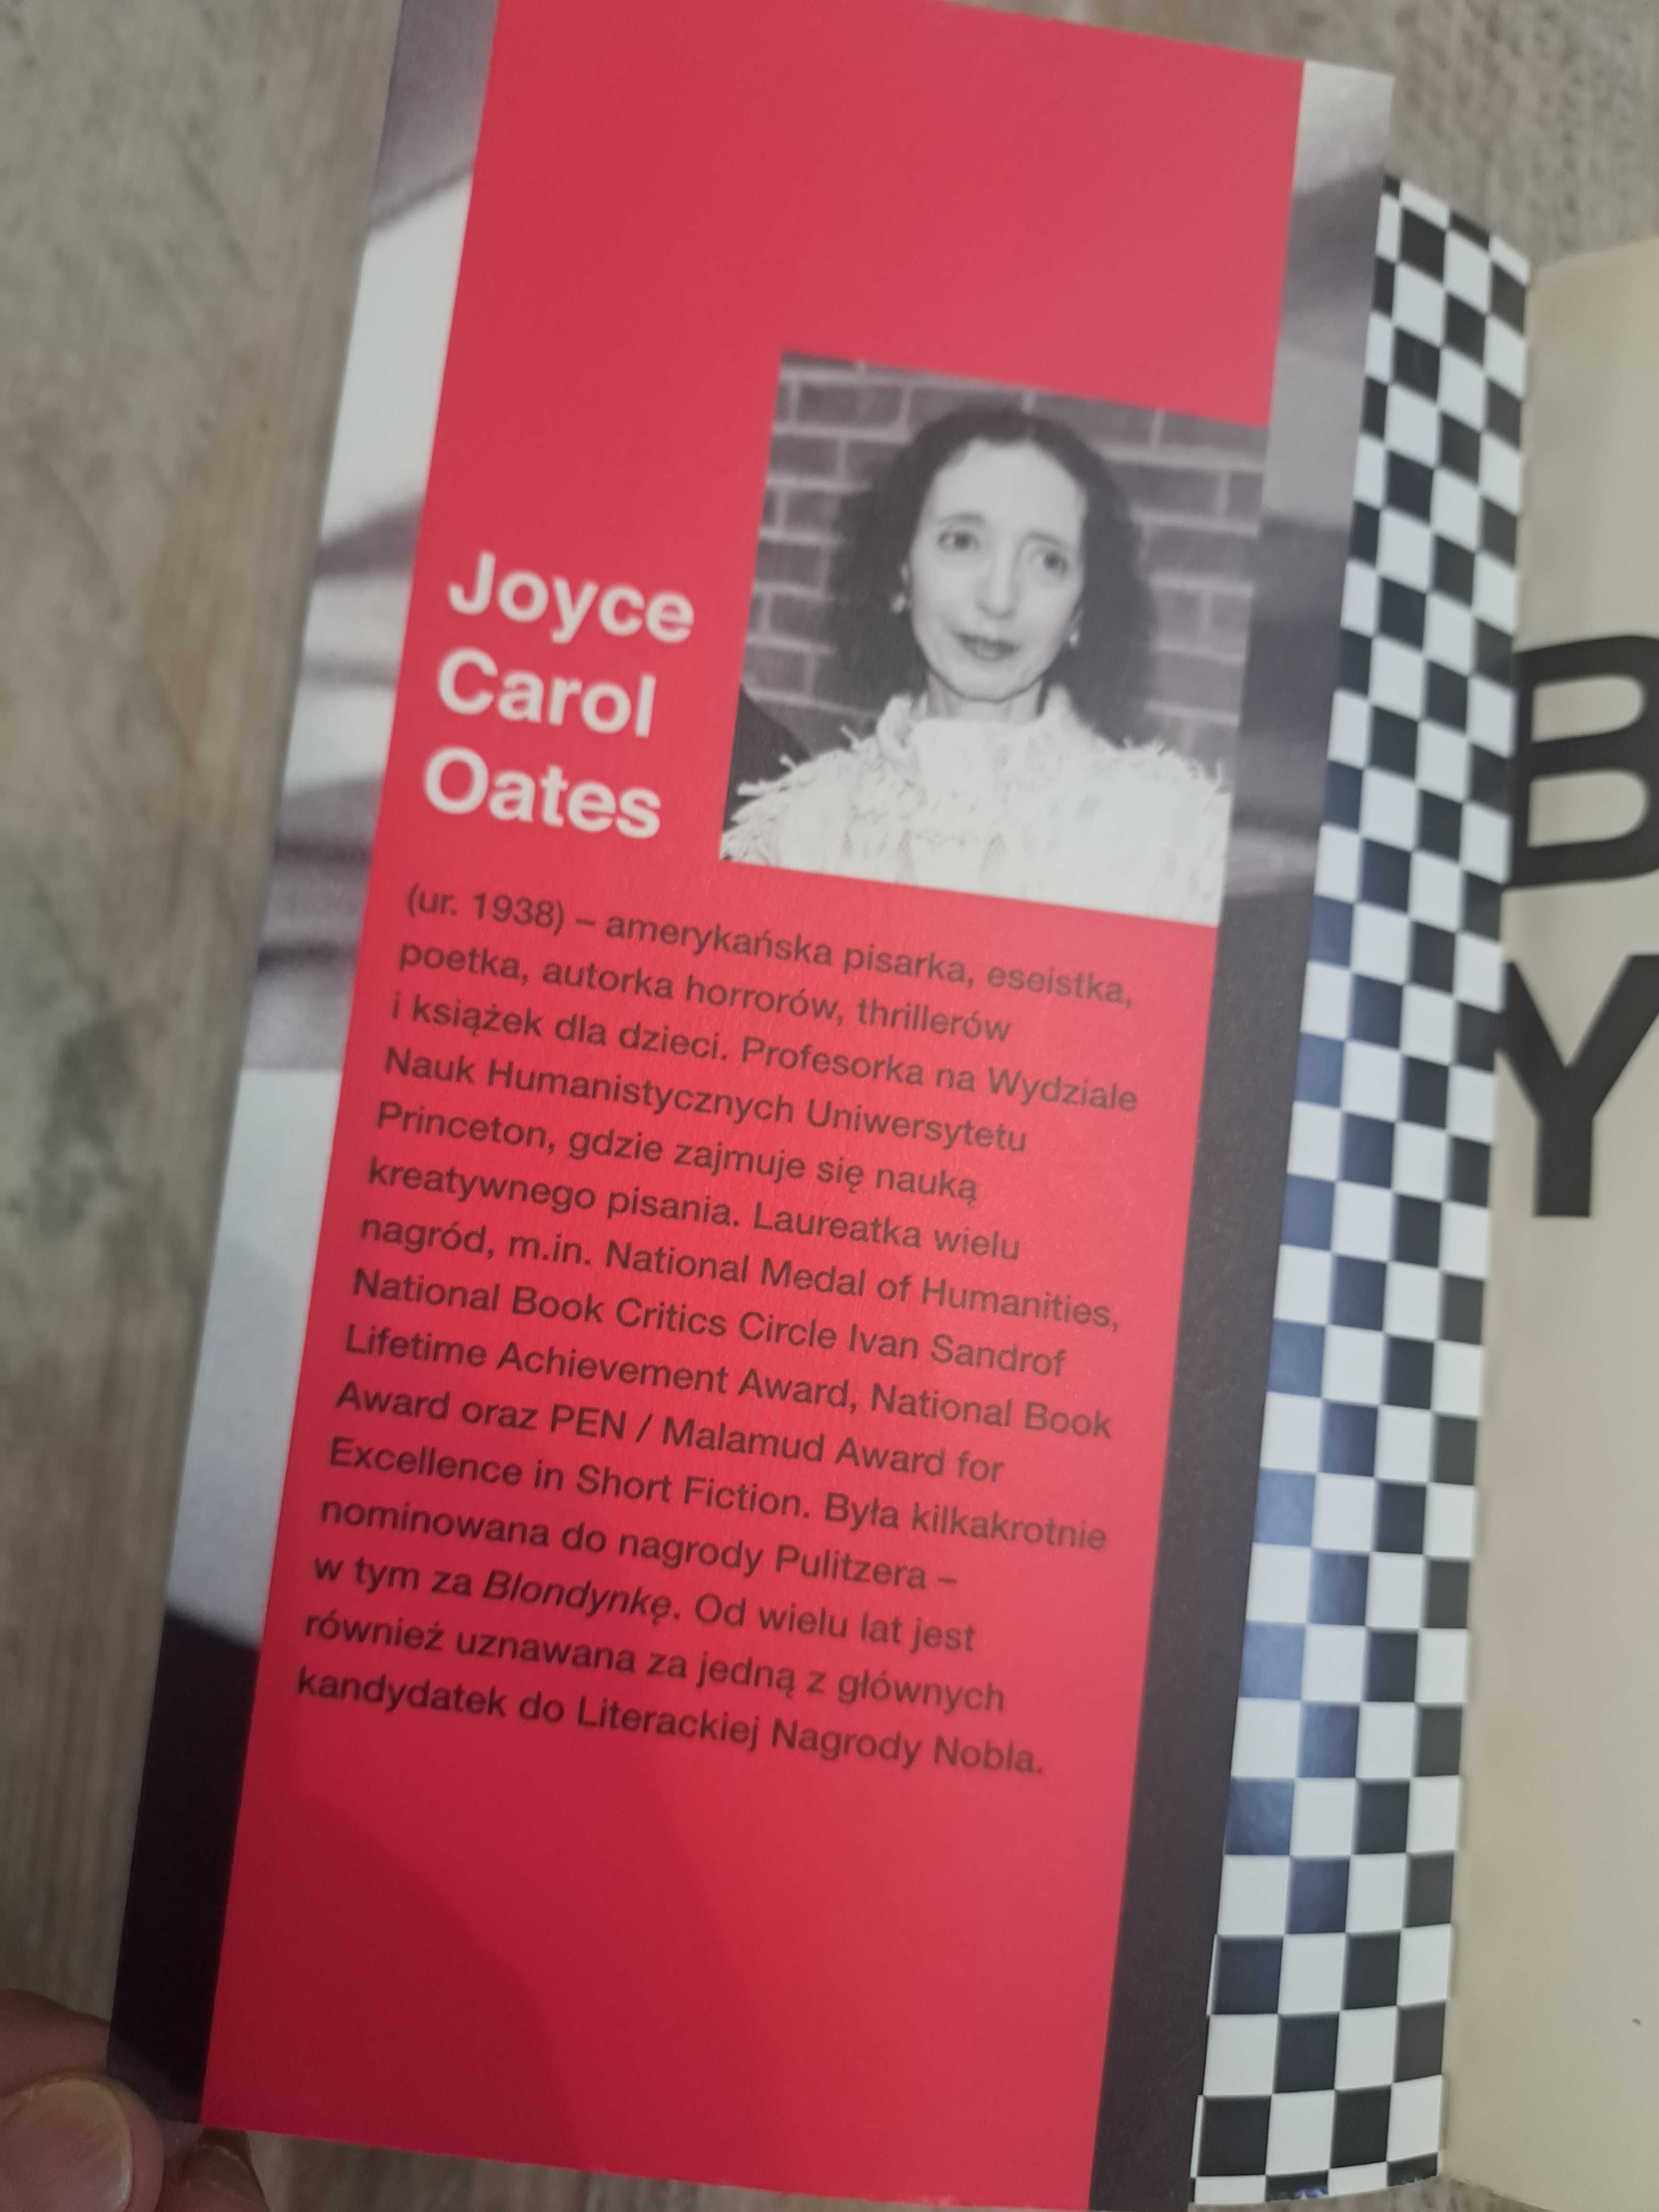 Joyce
Carol
Oates
(ur. 1938) – amerykańska pisarka, eseistka,
poetka, autorka horrorów, thrillerów
i książek dla dzieci. Profesorka na Wydziale
Nauk Humanistycznych Uniwersytetu
Princeton, gdzie zajmuje się nauką
kreatywnego pisania. Laureatka wielu
nagród, m.in. National Medal of Humanities,
National Book Critics Circle Ivan Sandrof
Lifetime Achievement Award, National Book
Award oraz PEN / Malamud Award for
Excellence in Short Fiction. Była kilkakrotnie
nominowana do nagrody Pulitzera –
w tym za Blondynkę. Od wielu lat jest
również uznawana za jedną z głównych
kandydatek do Literackiej Nagrody Nobla.
B
Y